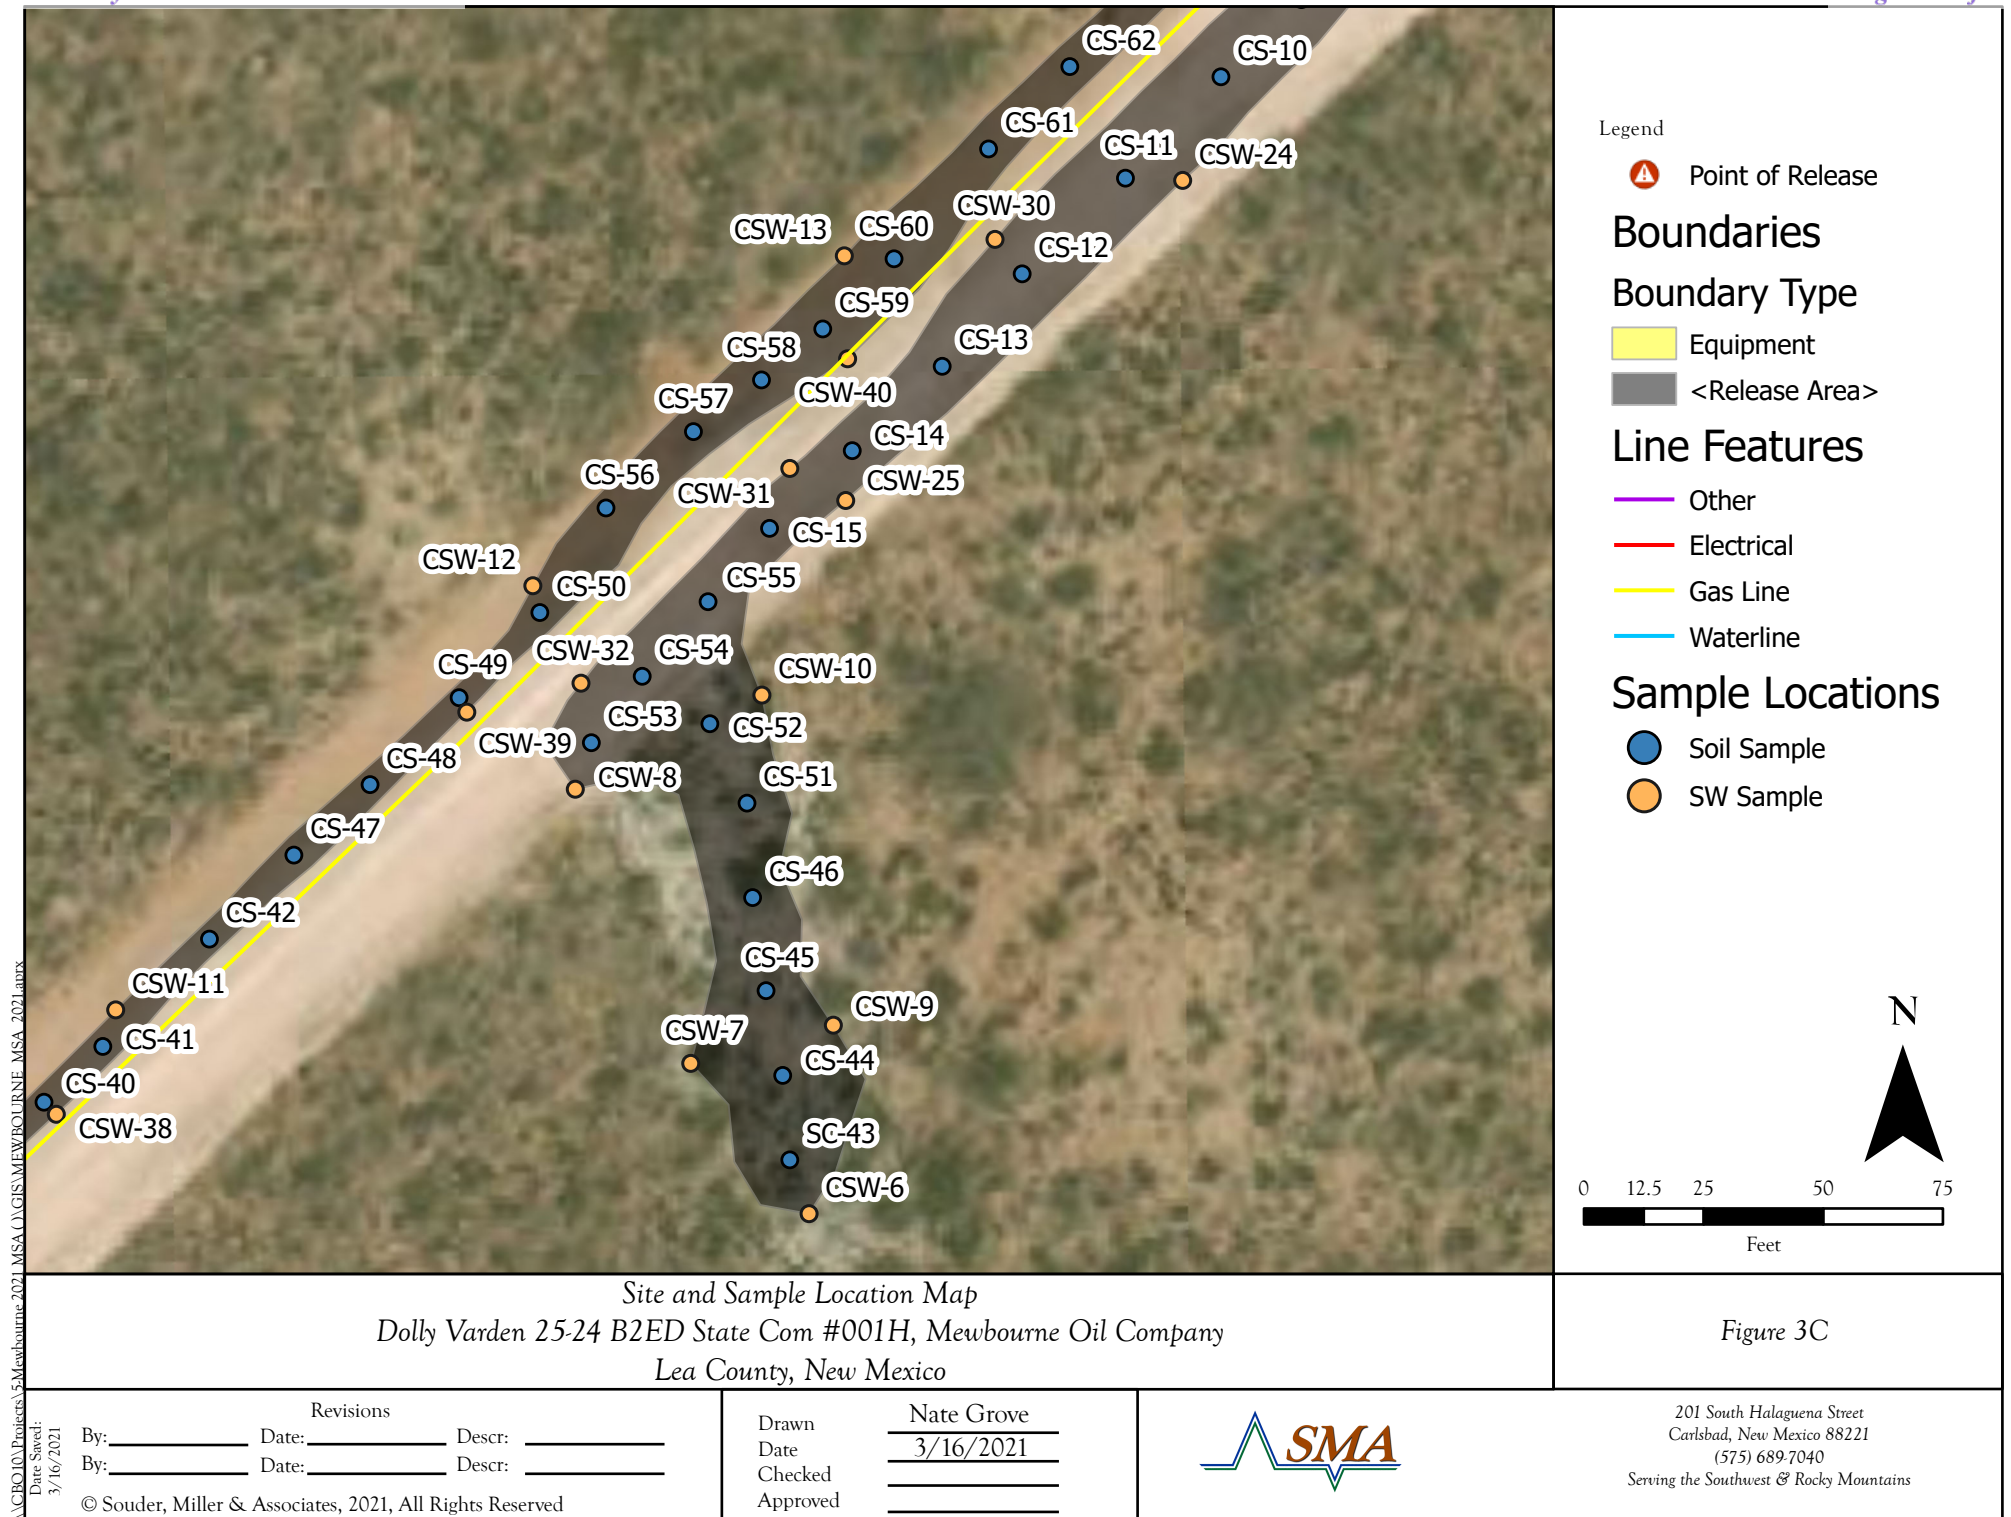 CS-62
CS-10
CS-61
CS-11
CSW-24
CSW-30
CSW-13
CS-60
CS-12
CS-59
CS-13
CS-58
CSW-40
CS-57
CS-14
CS-56
CSW-31
CSW-25
CS-15
CSW-12
CS-50
CS-55
CS-49
CSW-32
CS-54
CSW-10
CS-53
CS-52
CSW-39
CS-48
CSW-8
CS-51
CS-47
CS-46
CS-42
CS-45
CSW-11
CSW-9
CS-41
CSW-7
CS-44
CS-40
CSW-38
SC-43
CSW-6
Legend
Point of Release
Boundaries
Boundary Type
Equipment
<Release Area>
Line Features
Other
Electrical
Gas Line
Waterline
Sample Locations
Soil Sample
SW Sample
N
0 12.5 25 50 75
Feet
Site and Sample Location Map
Dolly Varden 25-24 B2ED State Com #001H, Mewbourne Oil Company
Lea County, New Mexico
Figure 3C
Revisions
By: Date: Descr:
By: Date: Descr:
© Souder, Miller & Associates, 2021, All Rights Reserved
Drawn Nate Grove
Date 3/16/2021
Checked
Approved
SMA
201 South Halaguena Street
Carlsbad, New Mexico 88221
(575) 689-7040
Serving the Southwest & Rocky Mountains
\CBO10\Projects\5-Mewbourne 2021 MSA ()\GIS\MEWBOURNE_MSA_2021.aprx
Date Saved:
3/16/2021